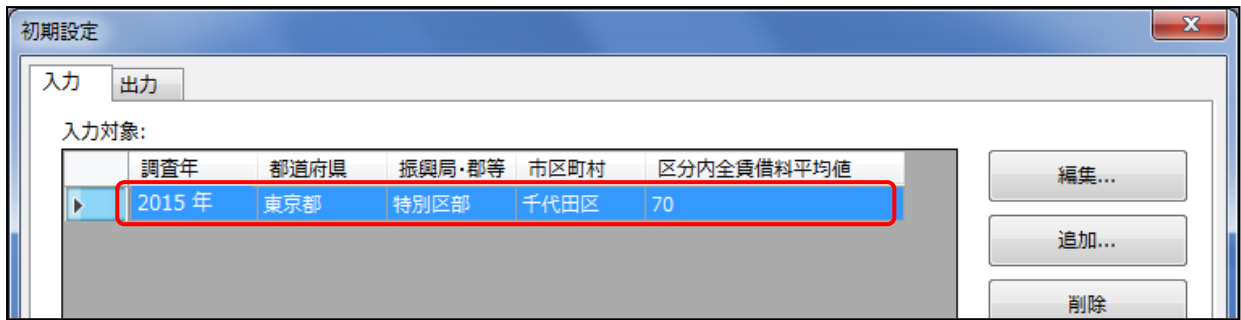 初期設定
入力 出力
入力対象:
調査年 都道府県 振興局・郡等 市区町村 区分内全賃借料平均値
2015 年 東京都 特別区部 千代田区 70
編集...
追加...
削除